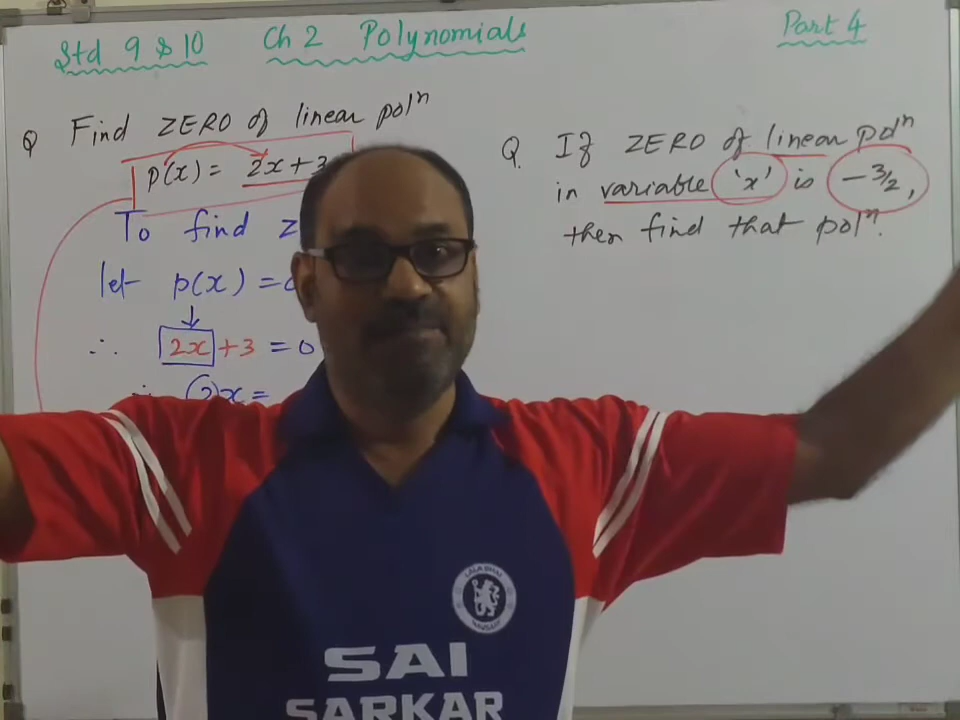 Std 9 & 10 Ch 2 Polynomials Part 4
Q Find ZERO of linear polⁿ
p(x) = 2x + 3
To find
let p(x) =
∴ 2x + 3 = 0
∴ 2x =
Q. If ZERO of linear polⁿ
in variable 'x' is -3/2,
then find that polⁿ.
SAI
SARKAR